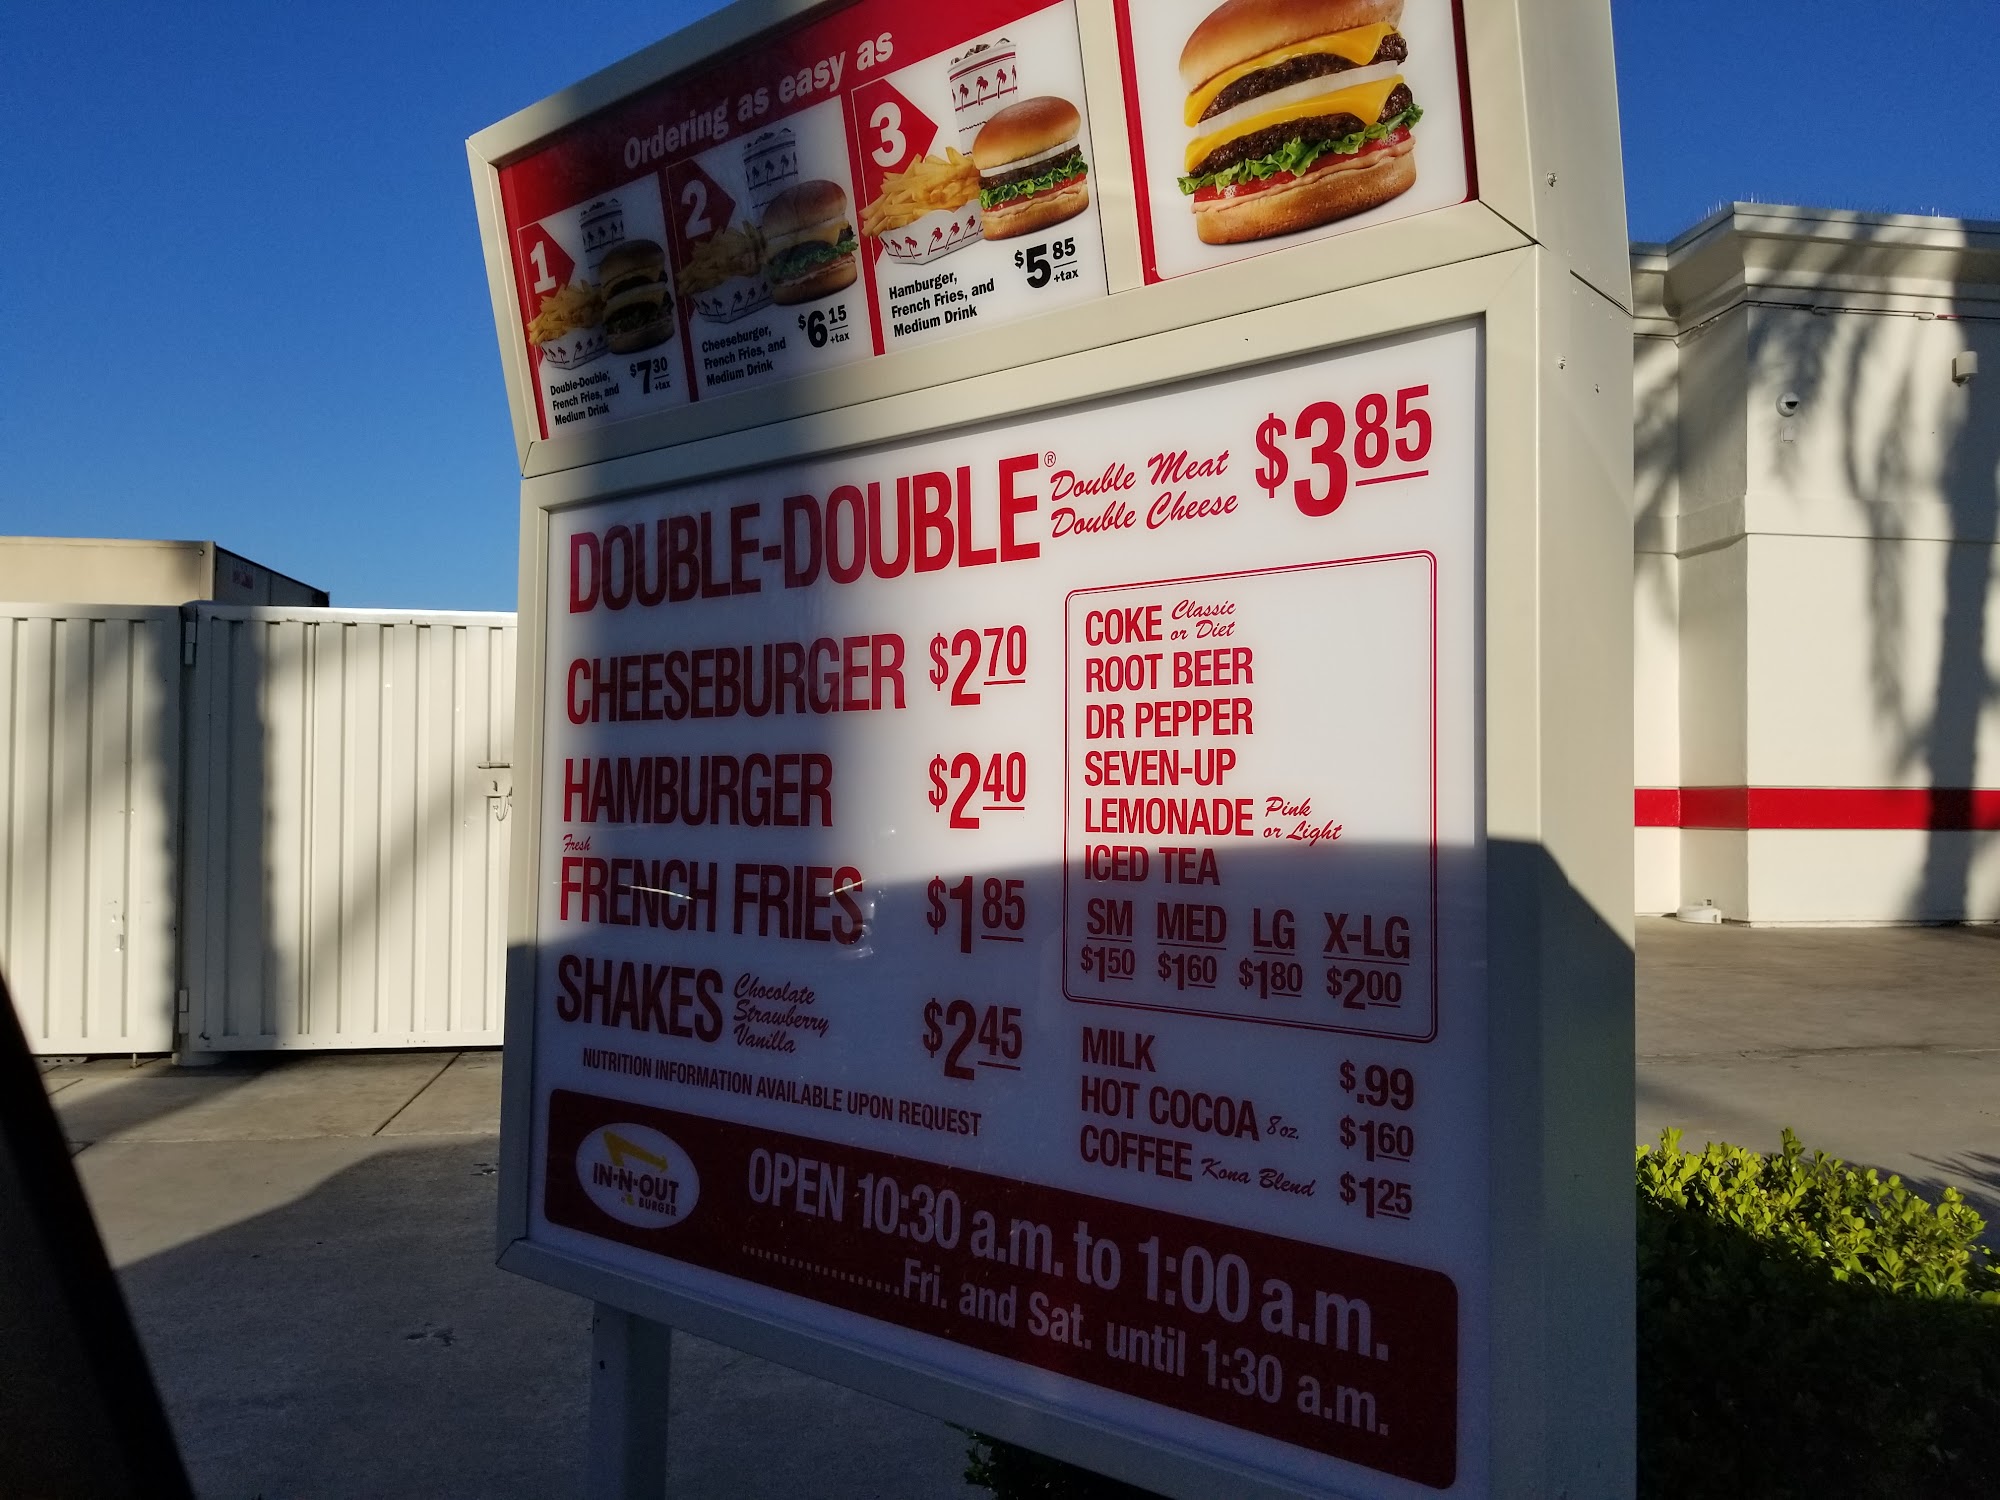 Ordering as easy as
1
Double-Double,
French Fries, and
Medium Drink
$7 30
+tax
2
Cheeseburger,
French Fries, and
Medium Drink
$6 15
+tax
3
Hamburger,
French Fries, and
Medium Drink
$5 85
+tax
DOUBLE-DOUBLE® Double Meat
Double Cheese
$3 85
CHEESEBURGER $2 70
HAMBURGER $2 40
Fresh
FRENCH FRIES $1 85
SHAKES Chocolate
Strawberry
Vanilla
$2 45
NUTRITION INFORMATION AVAILABLE UPON REQUEST
COKE Classic
or Diet
ROOT BEER
DR PEPPER
SEVEN-UP
LEMONADE Pink
or Light
ICED TEA
SM MED LG X-LG
$1 50 $1 60 $1 80 $2 00
MILK $.99
HOT COCOA 8 oz. $1 60
COFFEE Kona Blend $1 25
IN-N-OUT
BURGER
OPEN 10:30 a.m. to 1:00 a.m.
....................Fri. and Sat. until 1:30 a.m.